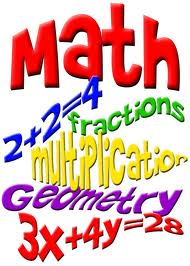 Math
2+2=4
fractions
multiplication
Geometry
3x+4y=28